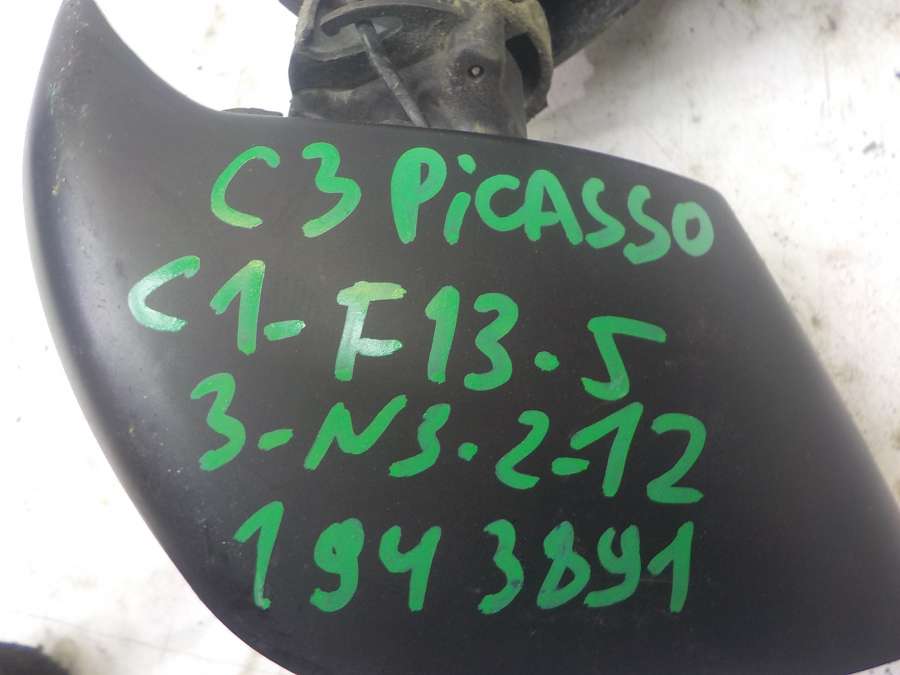 C3 PiCASSO
C1-F13.5
3-N3.2-12
1943891